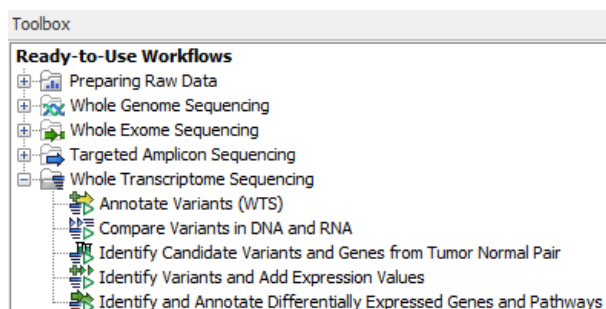 Toolbox
Ready-to-Use Workflows
Preparing Raw Data
Whole Genome Sequencing
Whole Exome Sequencing
Targeted Amplicon Sequencing
Whole Transcriptome Sequencing
Annotate Variants (WTS)
Compare Variants in DNA and RNA
Identify Candidate Variants and Genes from Tumor Normal Pair
Identify Variants and Add Expression Values
Identify and Annotate Differentially Expressed Genes and Pathways